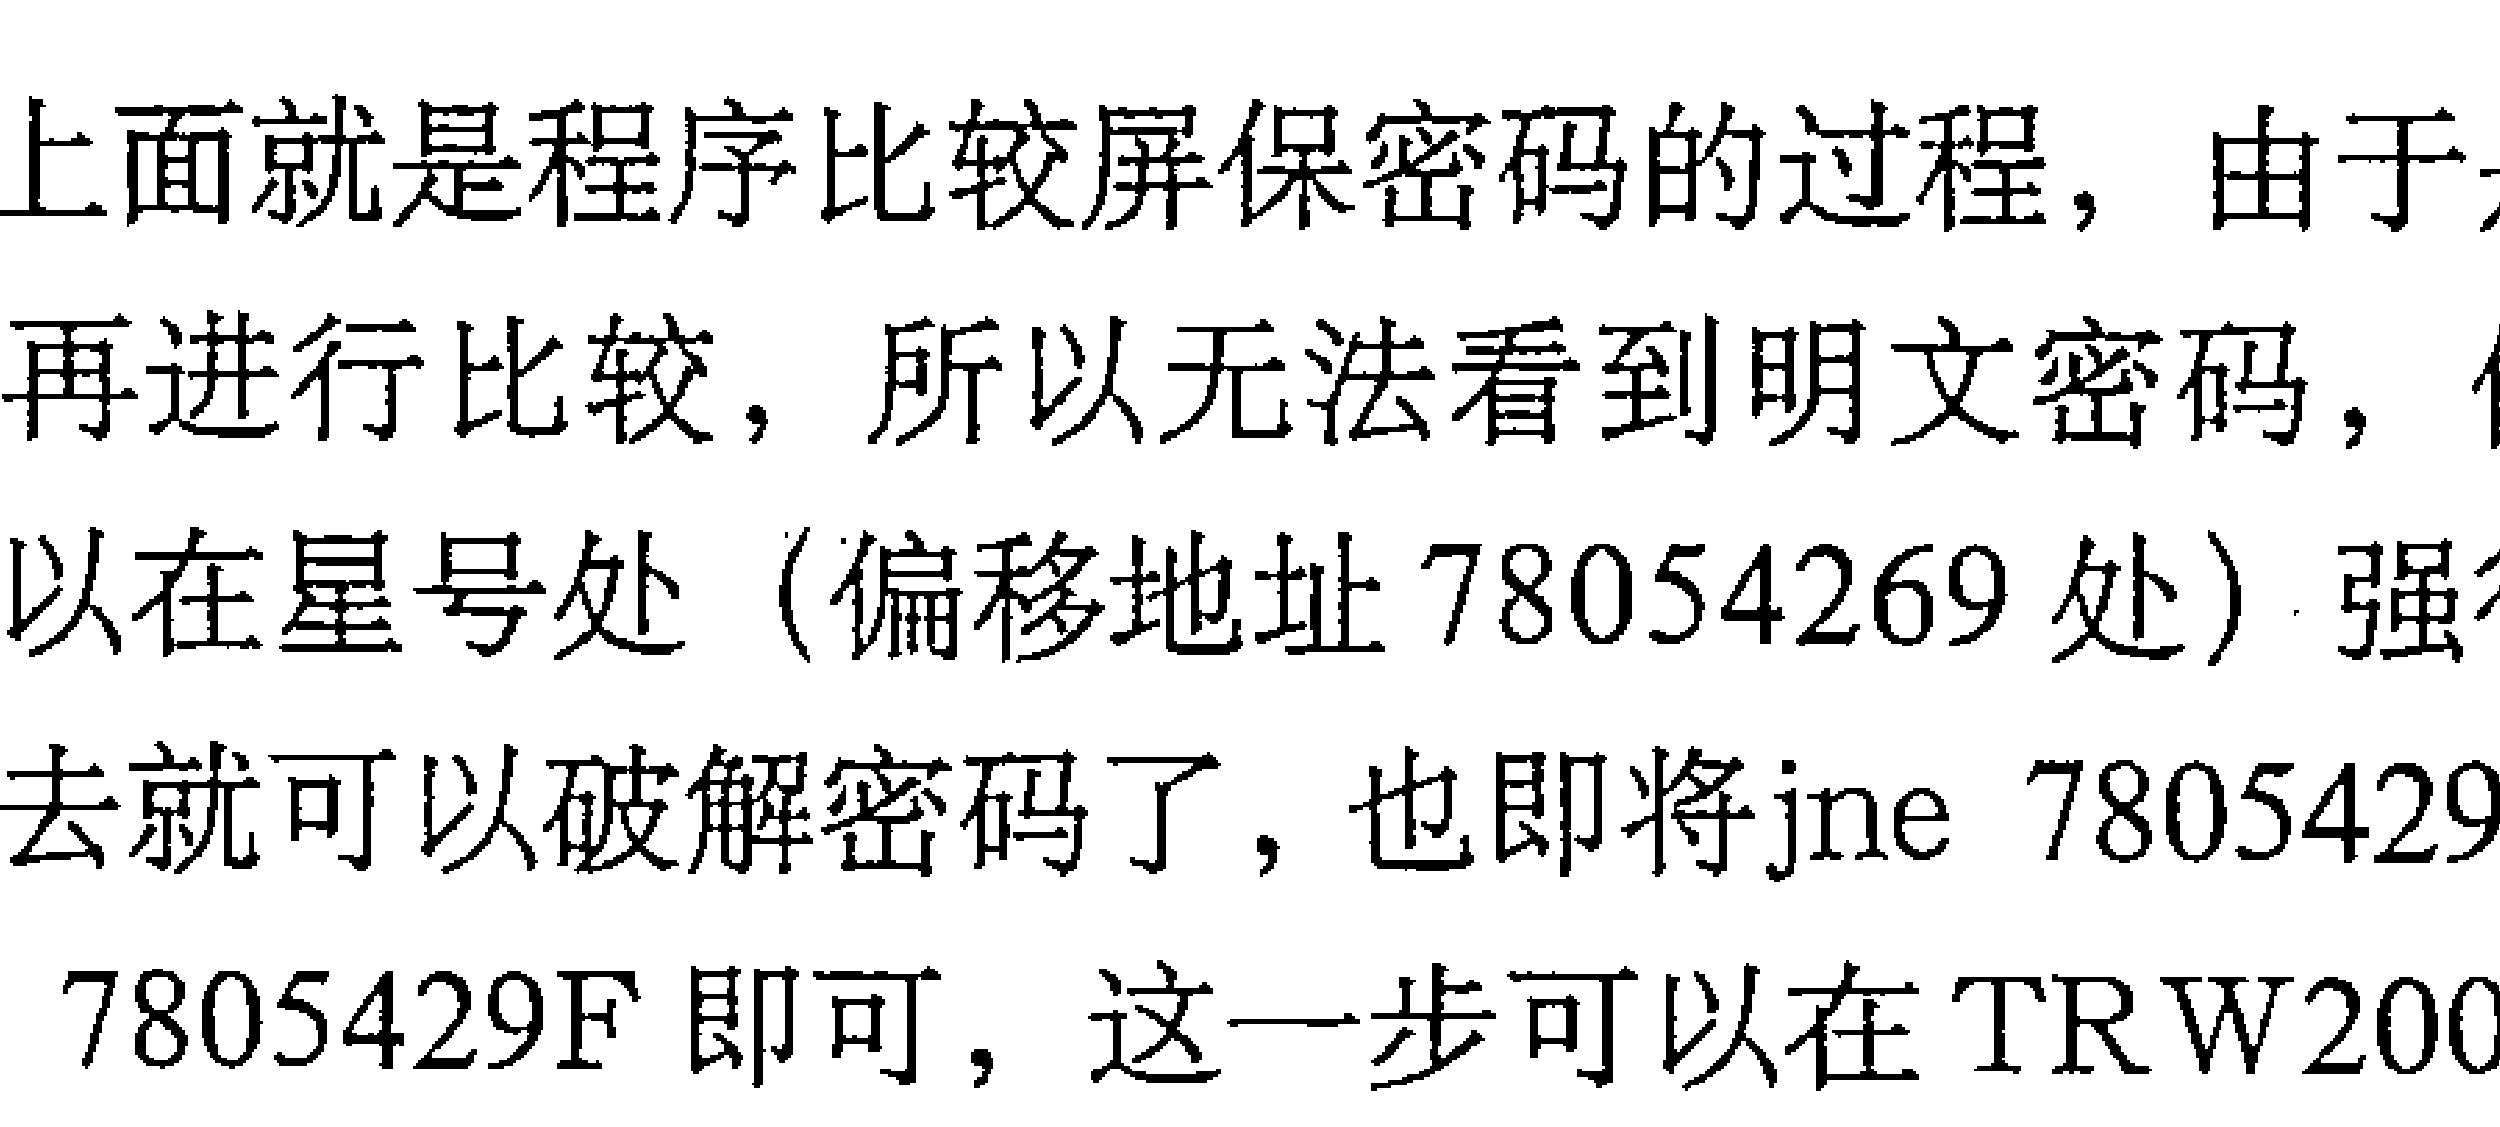 上面就是程序比较屏保密码的过程，由于
再进行比较，所以无法看到明文密码，
以在星号处（偏移地址 78054269 处）强
去就可以破解密码了，也即将jne 7805429
7805429F 即可，这一步可以在 TRW200